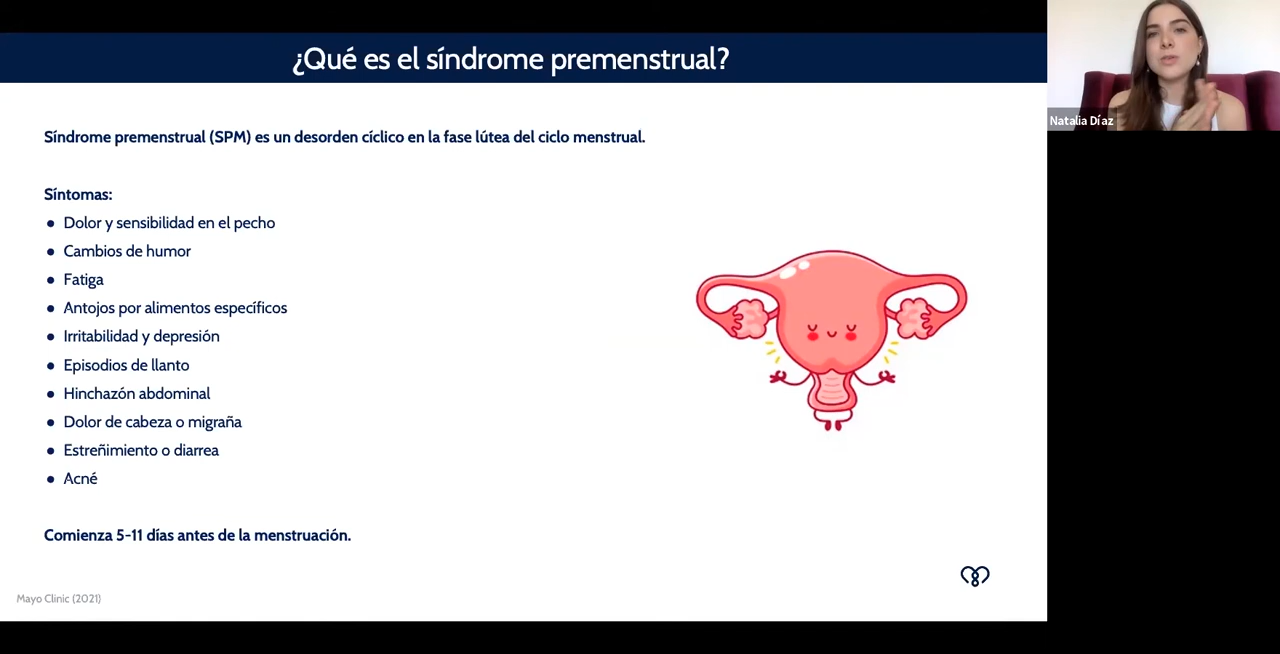 ¿Qué es el síndrome premenstrual?
Natalia Díaz
Síndrome premenstrual (SPM) es un desorden cíclico en la fase lútea del ciclo menstrual.
Síntomas:
● Dolor y sensibilidad en el pecho
● Cambios de humor
● Fatiga
● Antojos por alimentos específicos
● Irritabilidad y depresión
● Episodios de llanto
● Hinchazón abdominal
● Dolor de cabeza o migraña
● Estreñimiento o diarrea
● Acné
Comienza 5-11 días antes de la menstruación.
Mayo Clinic (2021)